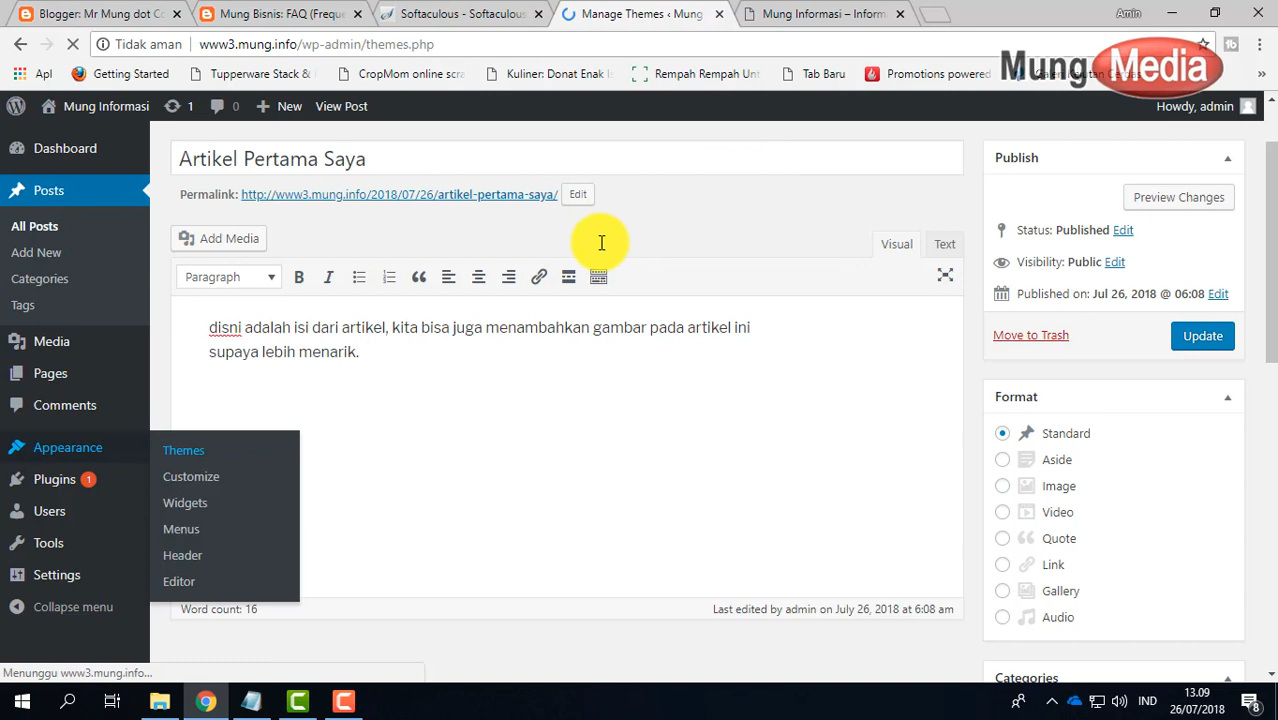 Blogger: Mr Mung dot C
Mung Bisnis: FAQ (Freque
Softaculous - Softaculous
Manage Themes ‹ Mung
Mung Informasi – Inform
Amin
Tidak aman
www3.mung.info/wp-admin/themes.php
Apl
Getting Started
Tupperware Stack &
CropMom online scr
Kuliner: Donat Enak
Rempah Rempah Unt
Tab Baru
Promotions powered
Mung Media
Mung Informasi
1
0
New
View Post
Howdy, admin
Dashboard
Posts
All Posts
Add New
Categories
Tags
Media
Pages
Comments
Appearance
Plugins 1
Users
Tools
Settings
Collapse menu
Themes
Customize
Widgets
Menus
Header
Editor
Artikel Pertama Saya
Permalink: http://www3.mung.info/2018/07/26/artikel-pertama-saya/ Edit
Add Media
Visual
Text
Paragraph
B
I
disni adalah isi dari artikel, kita bisa juga menambahkan gambar pada artikel ini
supaya lebih menarik.
Word count: 16
Last edited by admin on July 26, 2018 at 6:08 am
Publish
Preview Changes
Status: Published Edit
Visibility: Public Edit
Published on: Jul 26, 2018 @ 06:08 Edit
Move to Trash
Update
Format
Standard
Aside
Image
Video
Quote
Link
Gallery
Audio
Categories
Menunggu www3.mung.info...
IND
13.09
26/07/2018
8